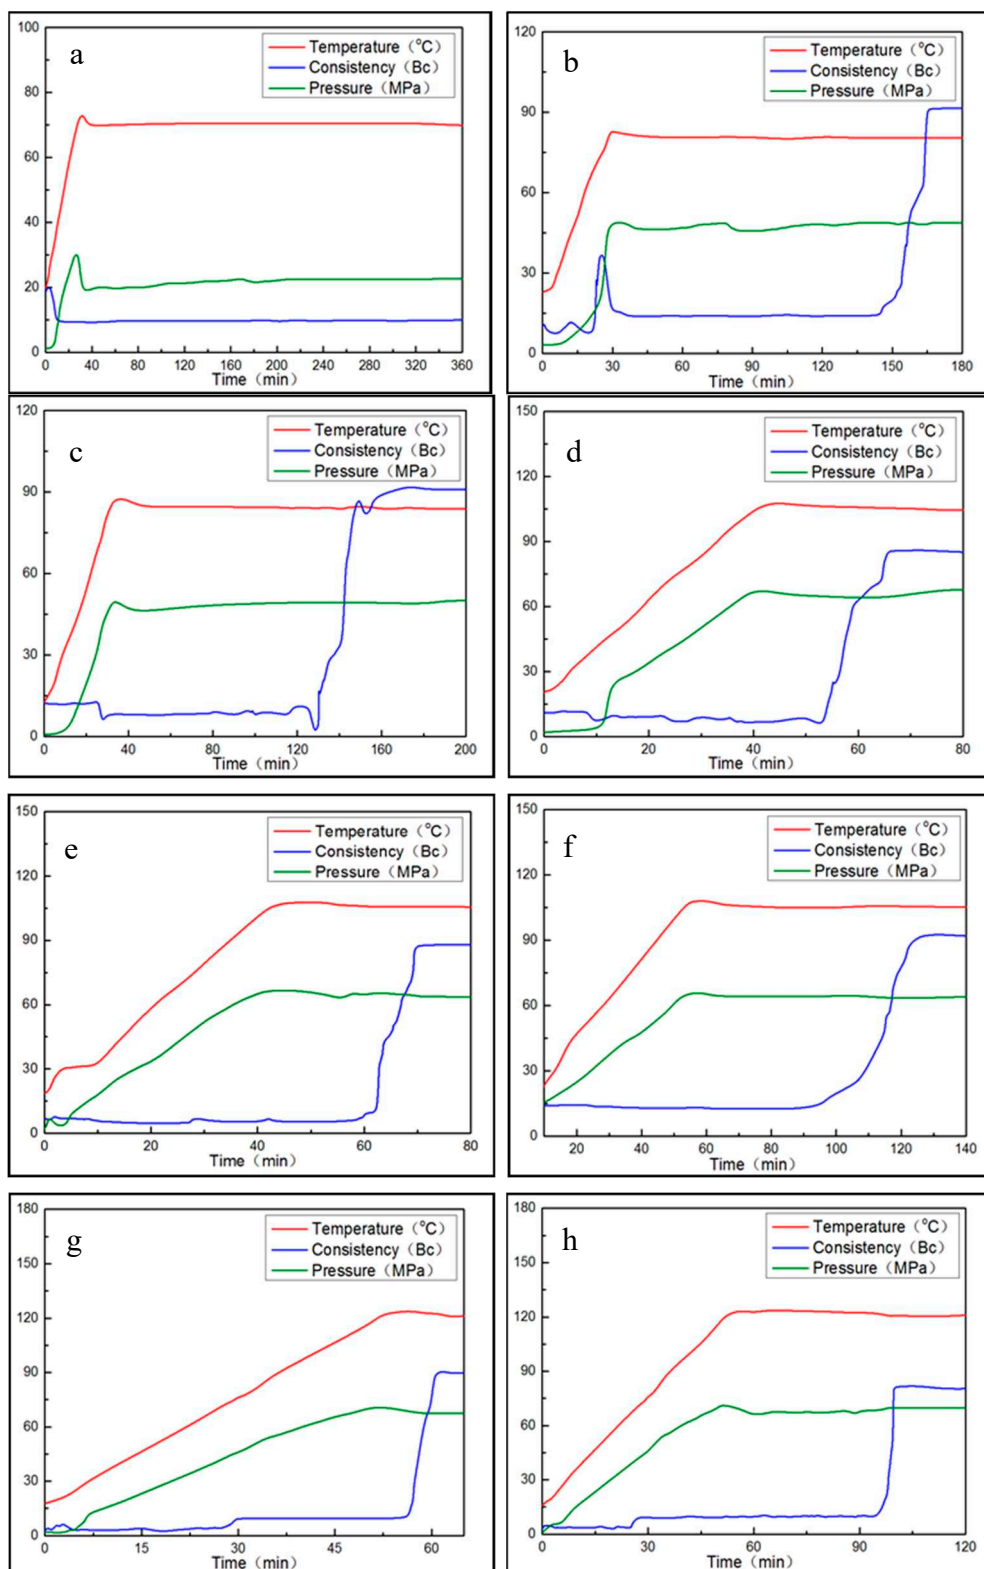 a
Temperature（°C）
Consistency（Bc）
Pressure（MPa）
100
80
60
40
20
0
0 40 80 120 160 200 240 280 320 360
Time（min）
b
Temperature（°C）
Consistency（Bc）
Pressure（MPa）
120
90
60
30
0
0 30 60 90 120 150 180
Time（min）
c
Temperature（°C）
Consistency（Bc）
Pressure（MPa）
120
90
60
30
0
0 40 80 120 160 200
Time（min）
d
Temperature（°C）
Consistency（Bc）
Pressure（MPa）
150
120
90
60
30
0
0 20 40 60 80
Time（min）
e
Temperature（°C）
Consistency（Bc）
Pressure（MPa）
150
120
90
60
30
0
0 20 40 60 80
Time（min）
f
Temperature（°C）
Consistency（Bc）
Pressure（MPa）
150
120
90
60
30
0
20 40 60 80 100 120 140
Time（min）
g
Temperature（°C）
Consistency（Bc）
Pressure（MPa）
180
150
120
90
60
30
0
0 15 30 45 60
Time（min）
h
Temperature（°C）
Consistency（Bc）
Pressure（MPa）
180
150
120
90
60
30
0
0 30 60 90 120
Time（min）